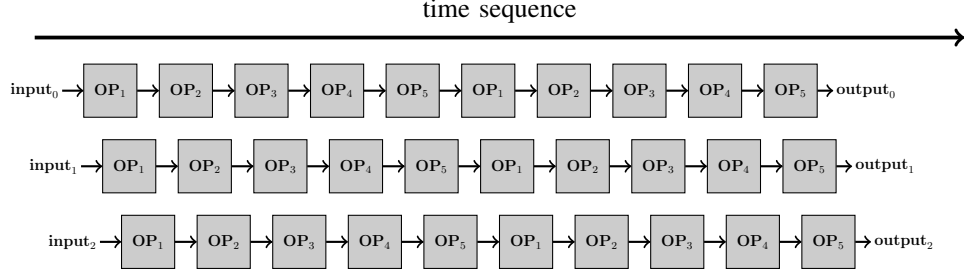 time sequence
input₀ OP₁ OP₂ OP₃ OP₄ OP₅ OP₁ OP₂ OP₃ OP₄ OP₅ output₀
input₁ OP₁ OP₂ OP₃ OP₄ OP₅ OP₁ OP₂ OP₃ OP₄ OP₅ output₁
input₂ OP₁ OP₂ OP₃ OP₄ OP₅ OP₁ OP₂ OP₃ OP₄ OP₅ output₂